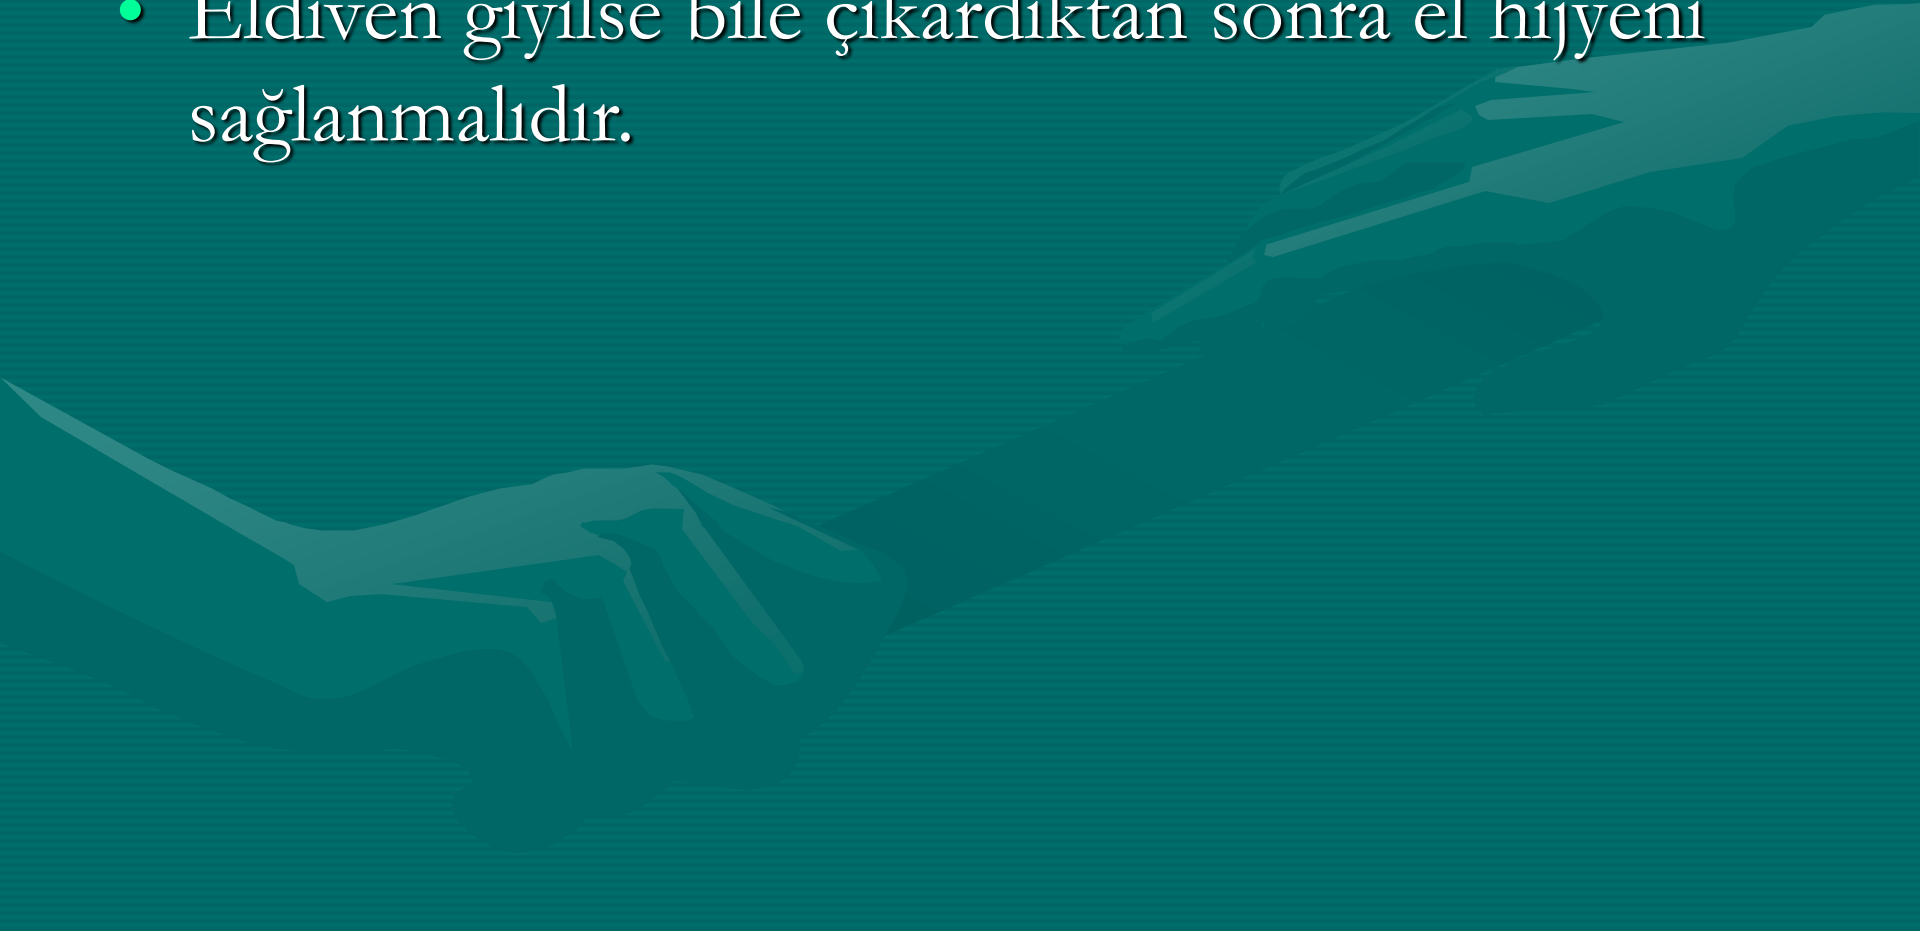 • Eldiven giyilse bile çıkardıktan sonra el hijyeni
sağlanmalıdır.